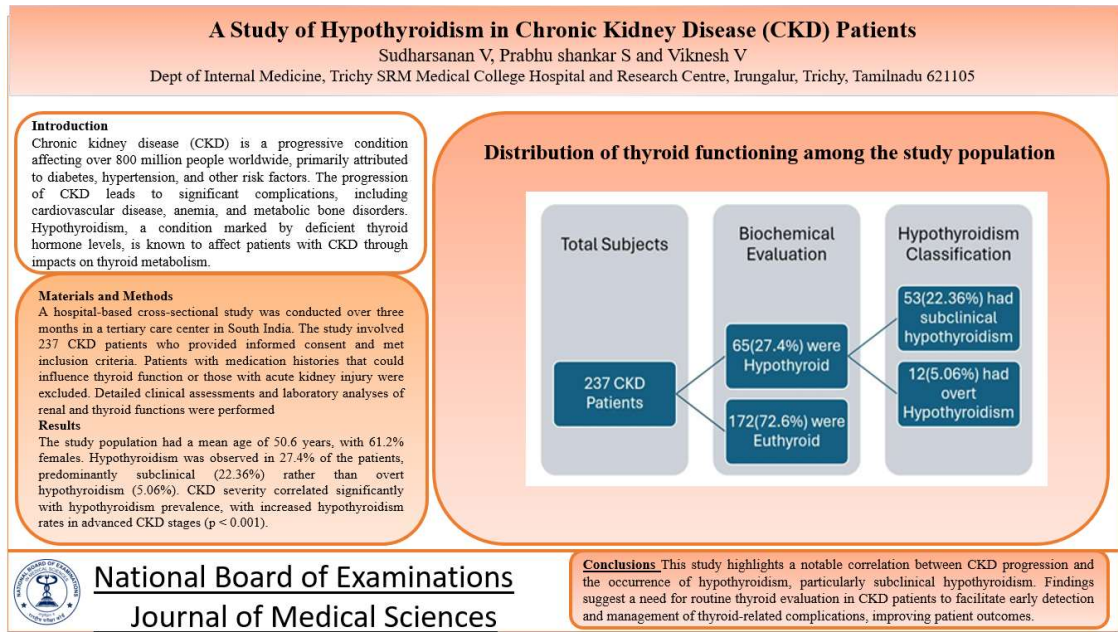 A Study of Hypothyroidism in Chronic Kidney Disease (CKD) Patients
Sudharsanan V, Prabhu shankar S and Viknesh V
Dept of Internal Medicine, Trichy SRM Medical College Hospital and Research Centre, Irungalur, Trichy, Tamilnadu 621105
Introduction
Chronic kidney disease (CKD) is a progressive condition
affecting over 800 million people worldwide, primarily attributed
to diabetes, hypertension, and other risk factors. The progression
of CKD leads to significant complications, including
cardiovascular disease, anemia, and metabolic bone disorders.
Hypothyroidism, a condition marked by deficient thyroid
hormone levels, is known to affect patients with CKD through
impacts on thyroid metabolism.
Materials and Methods
A hospital-based cross-sectional study was conducted over three
months in a tertiary care center in South India. The study involved
237 CKD patients who provided informed consent and met
inclusion criteria. Patients with medication histories that could
influence thyroid function or those with acute kidney injury were
excluded. Detailed clinical assessments and laboratory analyses of
renal and thyroid functions were performed
Results
The study population had a mean age of 50.6 years, with 61.2%
females. Hypothyroidism was observed in 27.4% of the patients,
predominantly subclinical (22.36%) rather than overt
hypothyroidism (5.06%). CKD severity correlated significantly
with hypothyroidism prevalence, with increased hypothyroidism
rates in advanced CKD stages (p < 0.001).
Distribution of thyroid functioning among the study population
Total Subjects
237 CKD
Patients
Biochemical
Evaluation
65(27.4%) were
Hypothyroid
172(72.6%) were
Euthyroid
Hypothyroidism
Classification
53(22.36%) had
subclinical
hypothyroidism
12(5.06%) had
overt
Hypothyroidism
National Board of Examinations
Journal of Medical Sciences
Conclusions This study highlights a notable correlation between CKD progression and
the occurrence of hypothyroidism, particularly subclinical hypothyroidism. Findings
suggest a need for routine thyroid evaluation in CKD patients to facilitate early detection
and management of thyroid-related complications, improving patient outcomes.